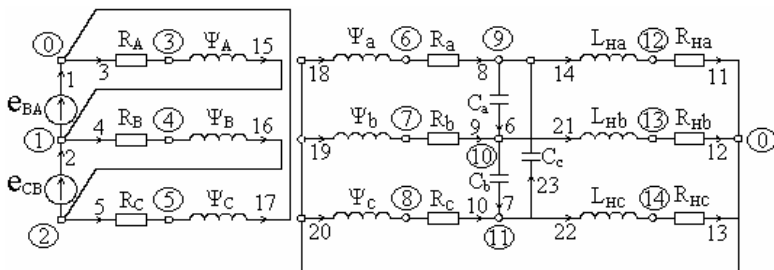 0 R_A 3 Ψ_A 15 Ψ_a 6 R_a 9 L_Ha 12 R_Ha
3 18 8 14 11
1 C_a
e_BA R_B 4 Ψ_B 16 Ψ_b 7 R_b 9 6 21 L_Hb 13 R_Hb 0
1 4 19 10 C_c 12
2 C_b 23
e_CB R_C 5 Ψ_C 17 Ψ_c 8 R_c 10 7 L_Hc 14 R_Hc
5 20 11 22 13
2